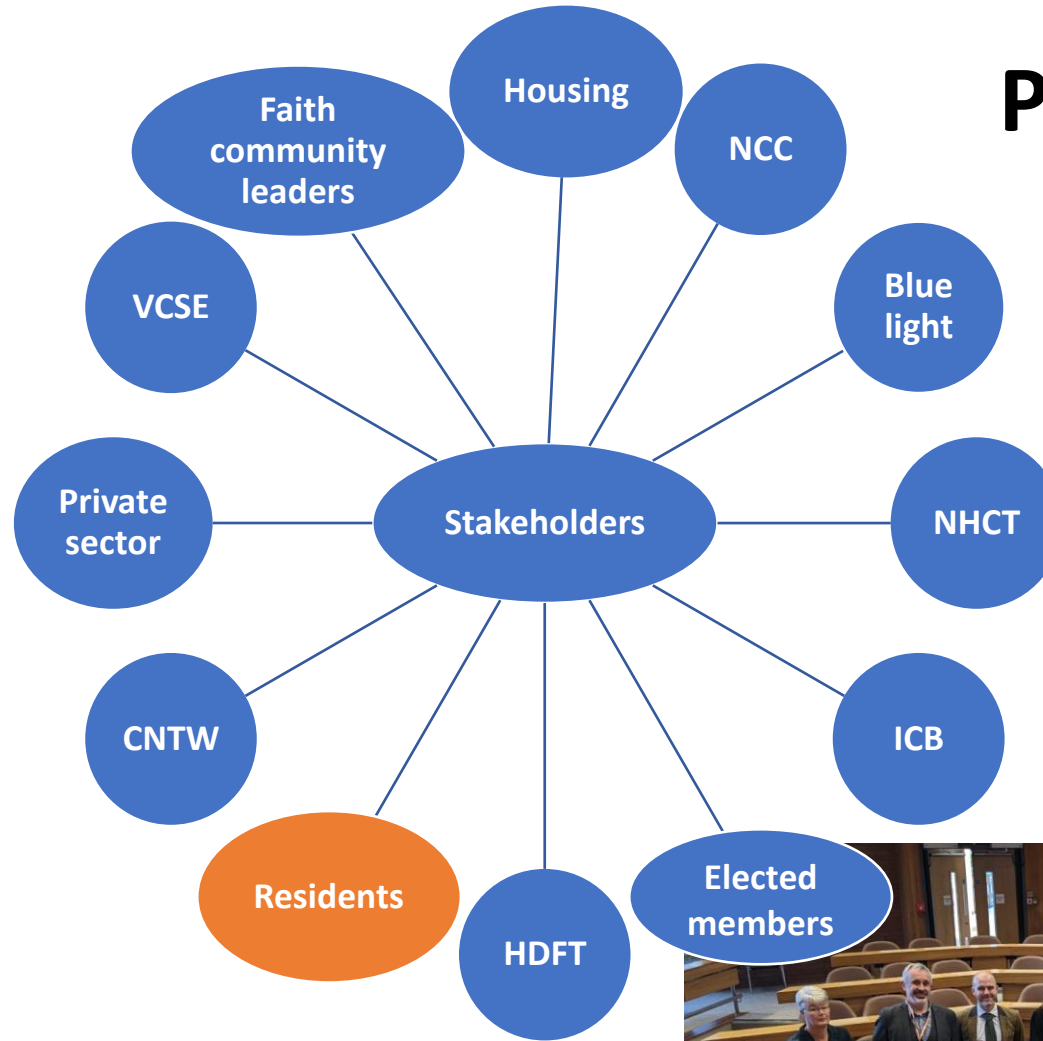 P
Housing
Faith
community
leaders
NCC
VCSE
Blue
light
Private
sector
Stakeholders
NHCT
CNTW
ICB
Residents
Elected
members
HDFT